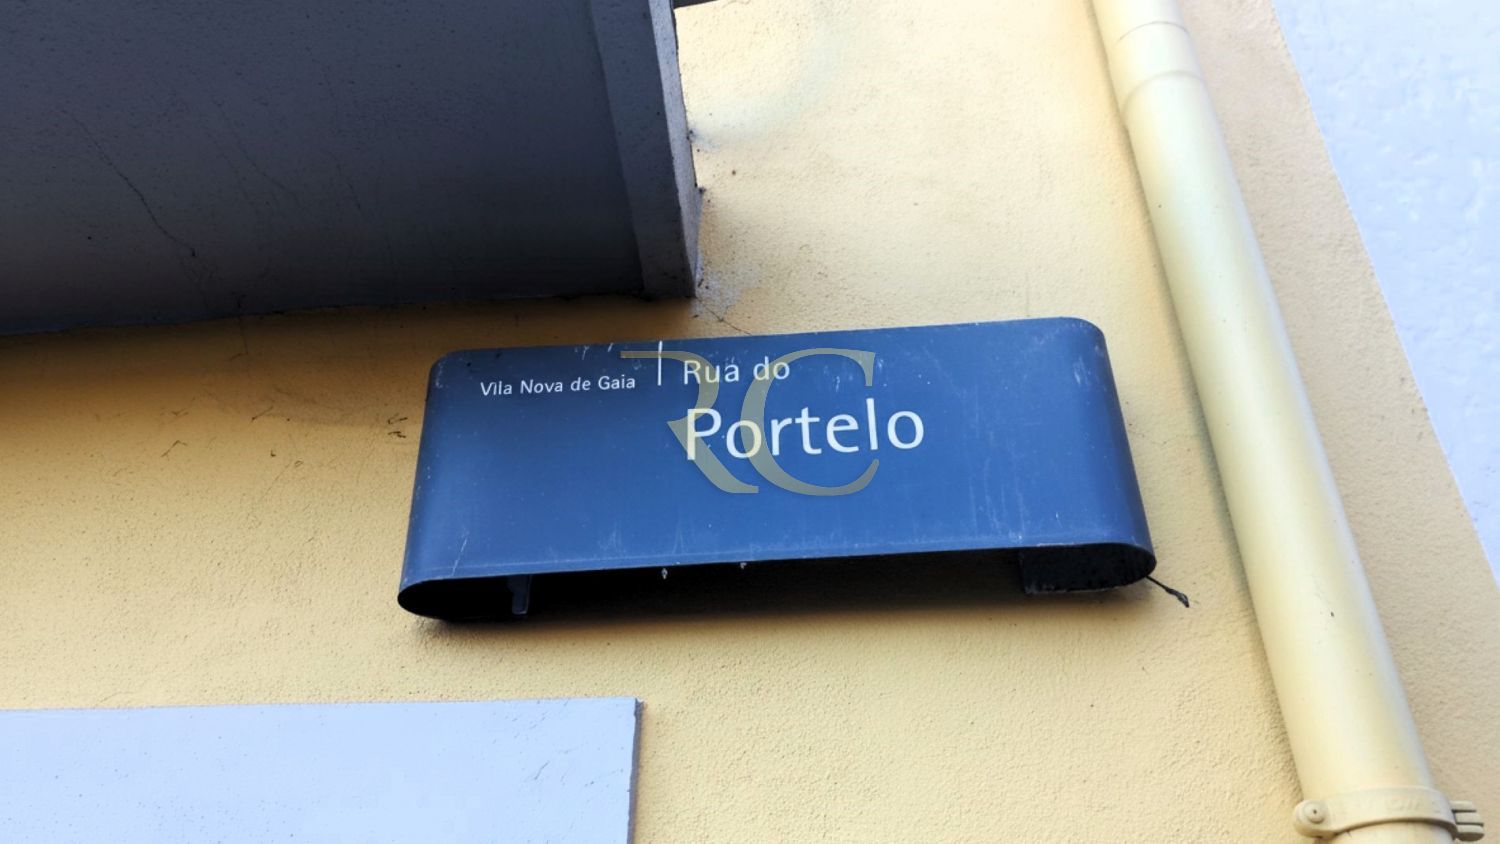 Vila Nova de Gaia
Rua do
Portelo
RC